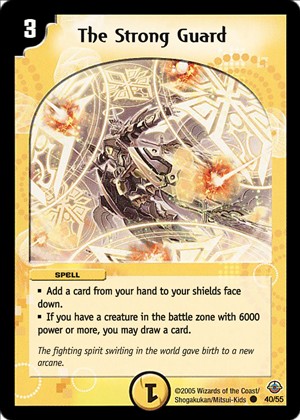 3
The Strong Guard
SPELL
▪ Add a card from your hand to your shields face
down.
▪ If you have a creature in the battle zone with 6000
power or more, you may draw a card.
The fighting spirit swirling in the world gave birth to a new
arcane.
1
©2005 Wizards of the Coast/
Shogakukan/Mitsui-Kids
40/55